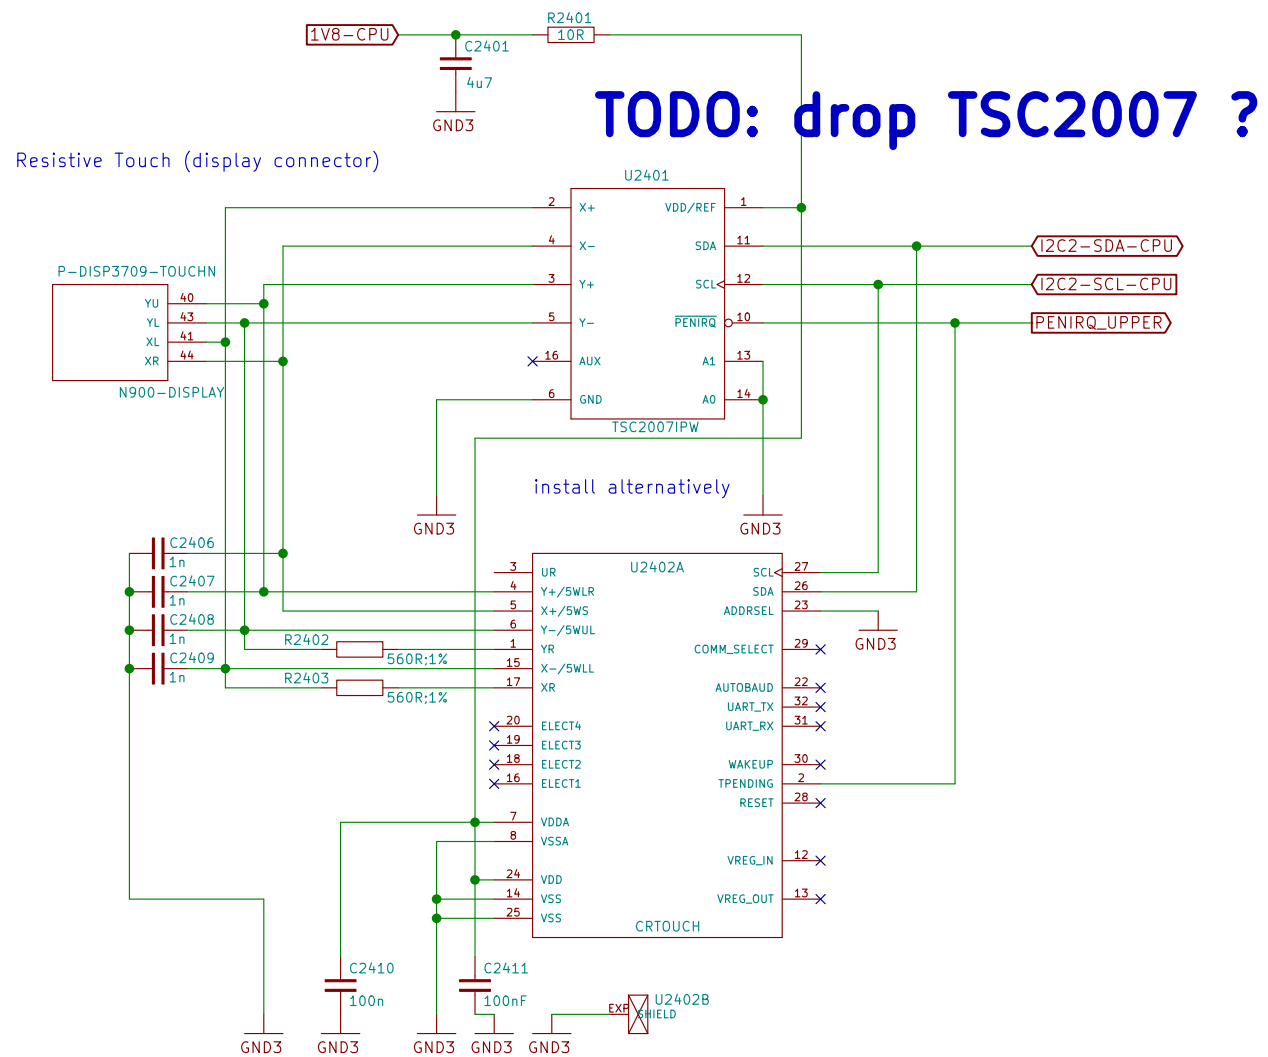 R2401
1V8-CPU
10R
C2401
4u7
GND3
TODO: drop TSC2007 ?
Resistive Touch (display connector)
U2401
2 X+ VDD/REF 1
4 X- SDA 11 I2C2-SDA-CPU
P-DISP3709-TOUCHN
3 Y+ SCL 12 I2C2-SCL-CPU
YU 40
YL 43
5 Y- PENIRQ 10 PENIRQ_UPPER
XL 41
XR 44
16 AUX A1 13
N900-DISPLAY
6 GND A0 14
TSC2007IPW
install alternatively
GND3
GND3
C2406
1n
C2407
1n
C2408
1n
C2409
1n
U2402A
3 UR SCL 27
4 Y+/5WLR SDA 26
5 X+/5WS ADDRSEL 23
GND3
6 Y-/5WUL
R2402
560R;1%
1 YR COMM_SELECT 29
15 X-/5WLL
R2403
560R;1%
17 XR AUTOBAUD 22
UART_TX 32
20 ELECT4 UART_RX 31
19 ELECT3
18 ELECT2 WAKEUP 30
16 ELECT1 TPENDING 2
RESET 28
7 VDDA
8 VSSA
VREG_IN 12
24 VDD
14 VSS VREG_OUT 13
25 VSS
CRTOUCH
C2410
100n
C2411
100nF
U2402B
EXP
SHIELD
GND3
GND3
GND3
GND3
GND3